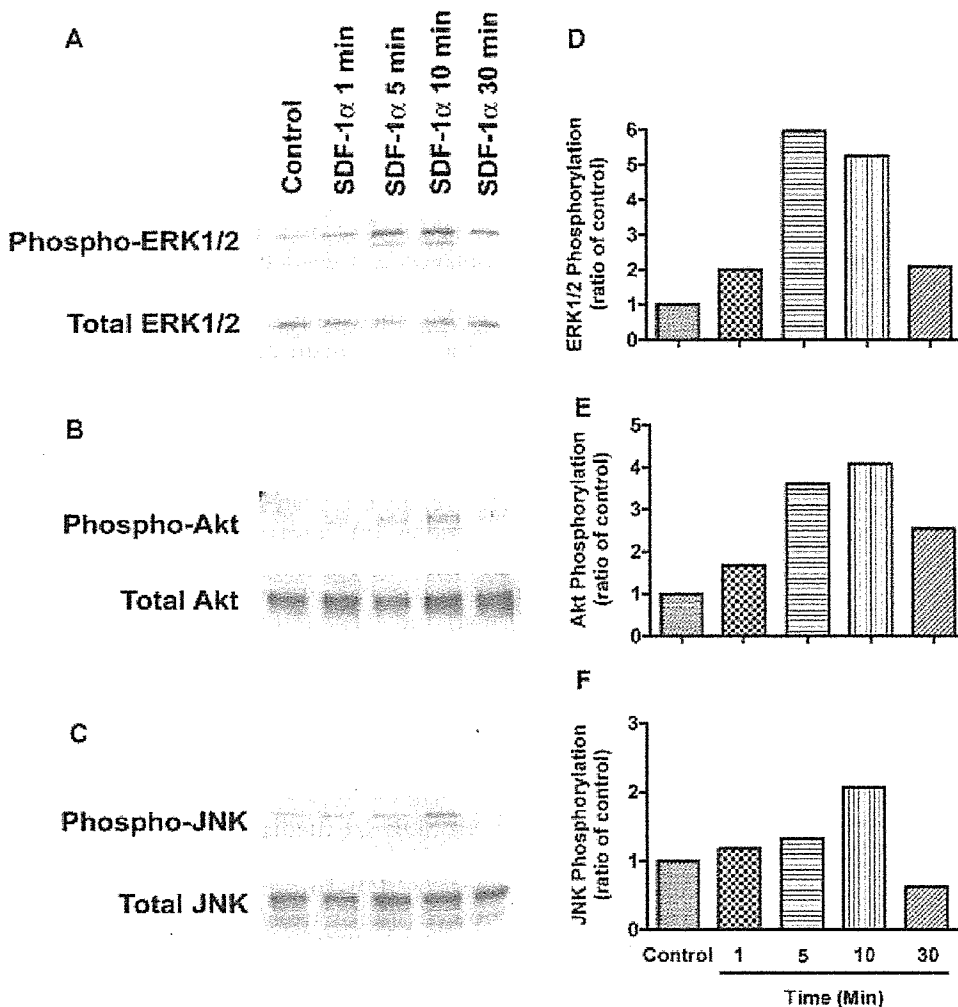 A
Control
SDF-1α 1 min
SDF-1α 5 min
SDF-1α 10 min
SDF-1α 30 min
Phospho-ERK1/2
Total ERK1/2
B
Phospho-Akt
Total Akt
C
Phospho-JNK
Total JNK
D
ERK1/2 Phosphorylation
(ratio of control)
6
5
4
3
2
1
0
E
Akt Phosphorylation
(ratio of control)
5
4
3
2
1
0
F
JNK Phosphorylation
(ratio of control)
3
2
1
0
Control 1 5 10 30
Time (Min)